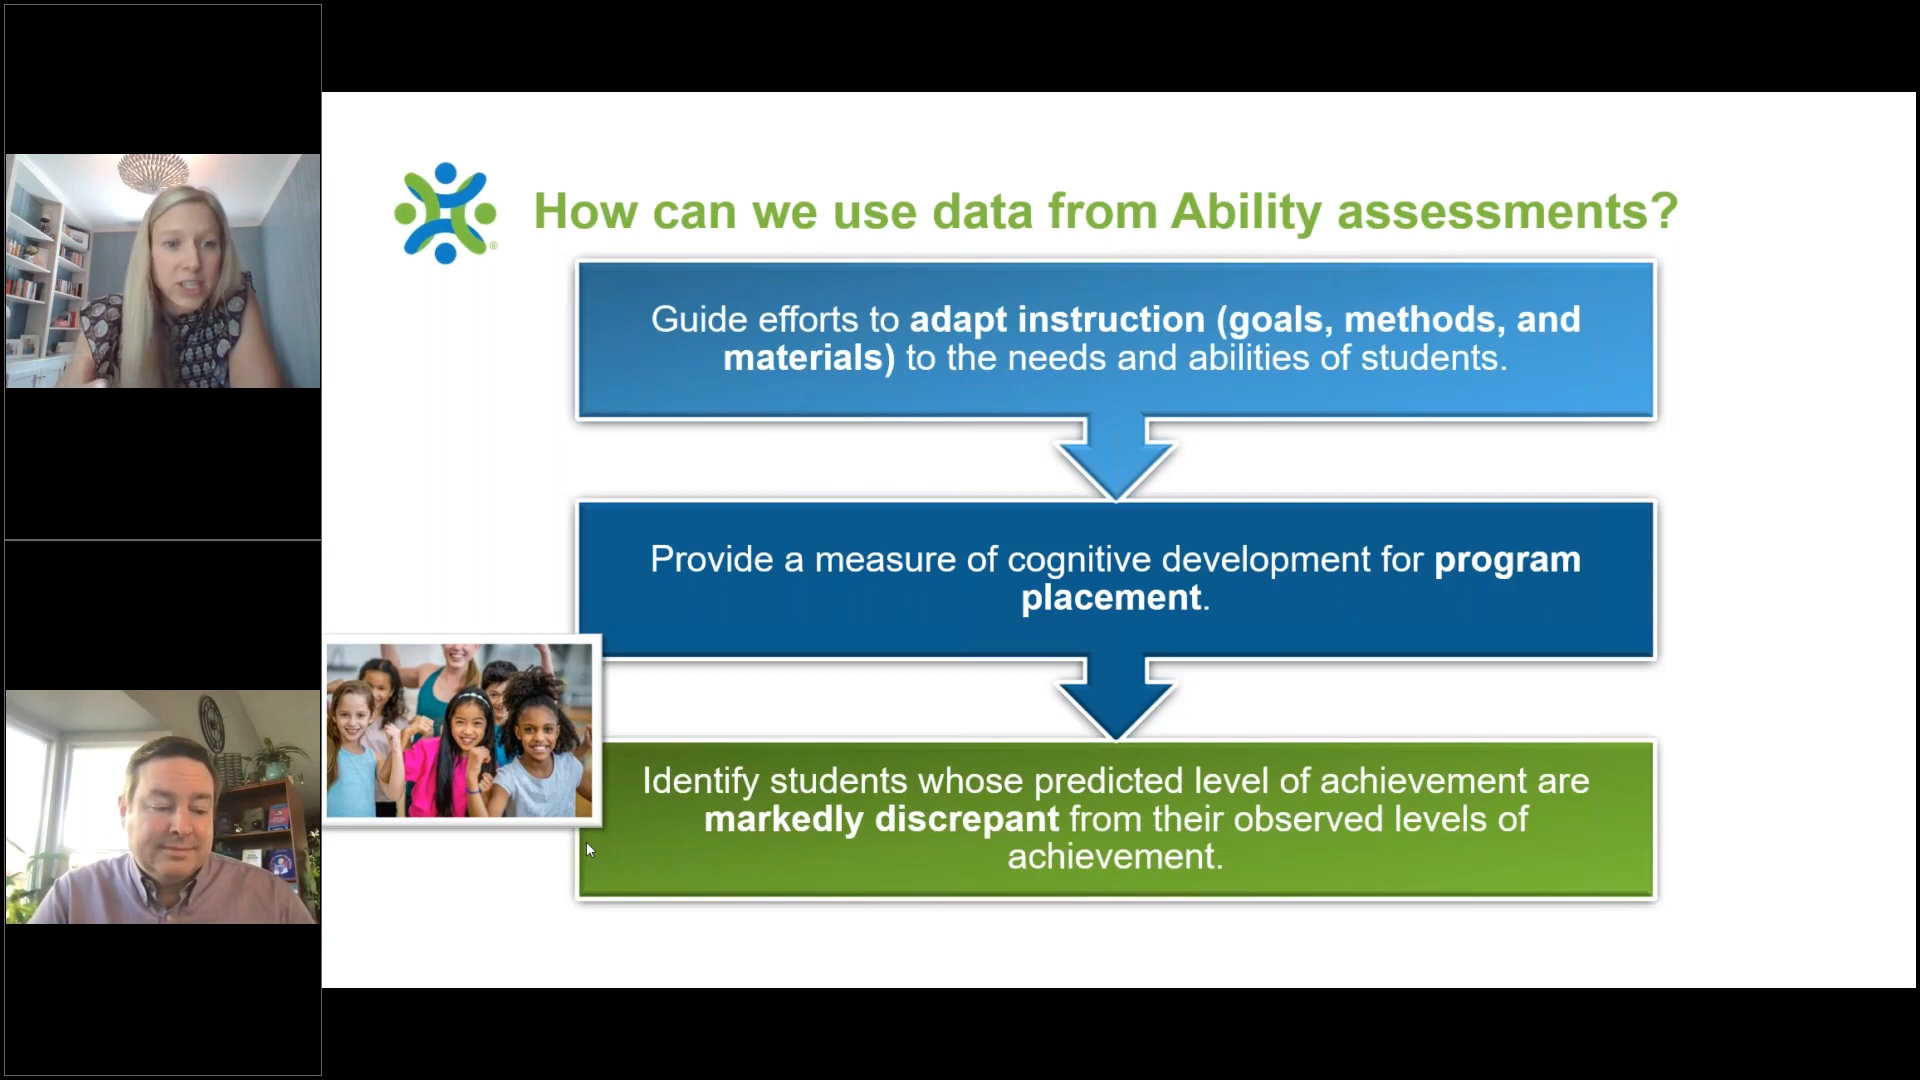 How can we use data from Ability assessments?
Guide efforts to adapt instruction (goals, methods, and
materials) to the needs and abilities of students.
Provide a measure of cognitive development for program
placement.
Identify students whose predicted level of achievement are
markedly discrepant from their observed levels of
achievement.
®